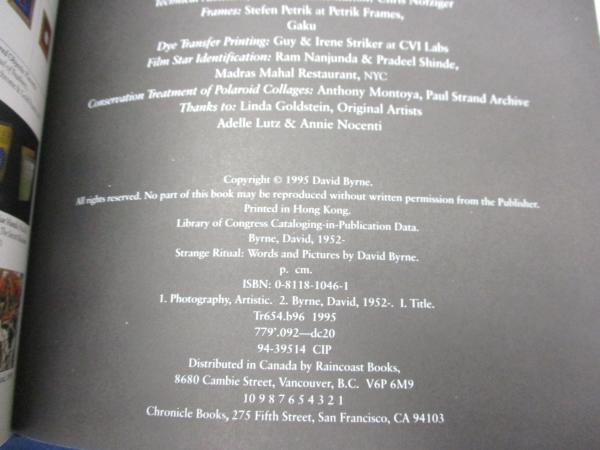 Frames: Stefen Petrik at Petrik Frames,
Gaku
Dye Transfer Printing: Guy & Irene Striker at CVI Labs
Film Star Identification: Ram Nanjunda & Pradeel Shinde,
Madras Mahal Restaurant, NYC
Conservation Treatment of Polaroid Collages: Anthony Montoya, Paul Strand Archive
Thanks to: Linda Goldstein, Original Artists
Adelle Lutz & Annie Nocenti
Copyright © 1995 David Byrne.
All rights reserved. No part of this book may be reproduced without written permission from the Publisher.
Printed in Hong Kong.
Library of Congress Cataloging-in-Publication Data.
Byrne, David, 1952-
Strange Ritual: Words and Pictures by David Byrne.
p. cm.
ISBN: 0-8118-1046-1
1. Photography, Artistic. 2. Byrne, David, 1952-. I. Title.
Tr654.b96 1995
779'.092—dc20
94-39514 CIP
Distributed in Canada by Raincoast Books,
8680 Cambie Street, Vancouver, B.C. V6P 6M9
10 9 8 7 6 5 4 3 2 1
Chronicle Books, 275 Fifth Street, San Francisco, CA 94103